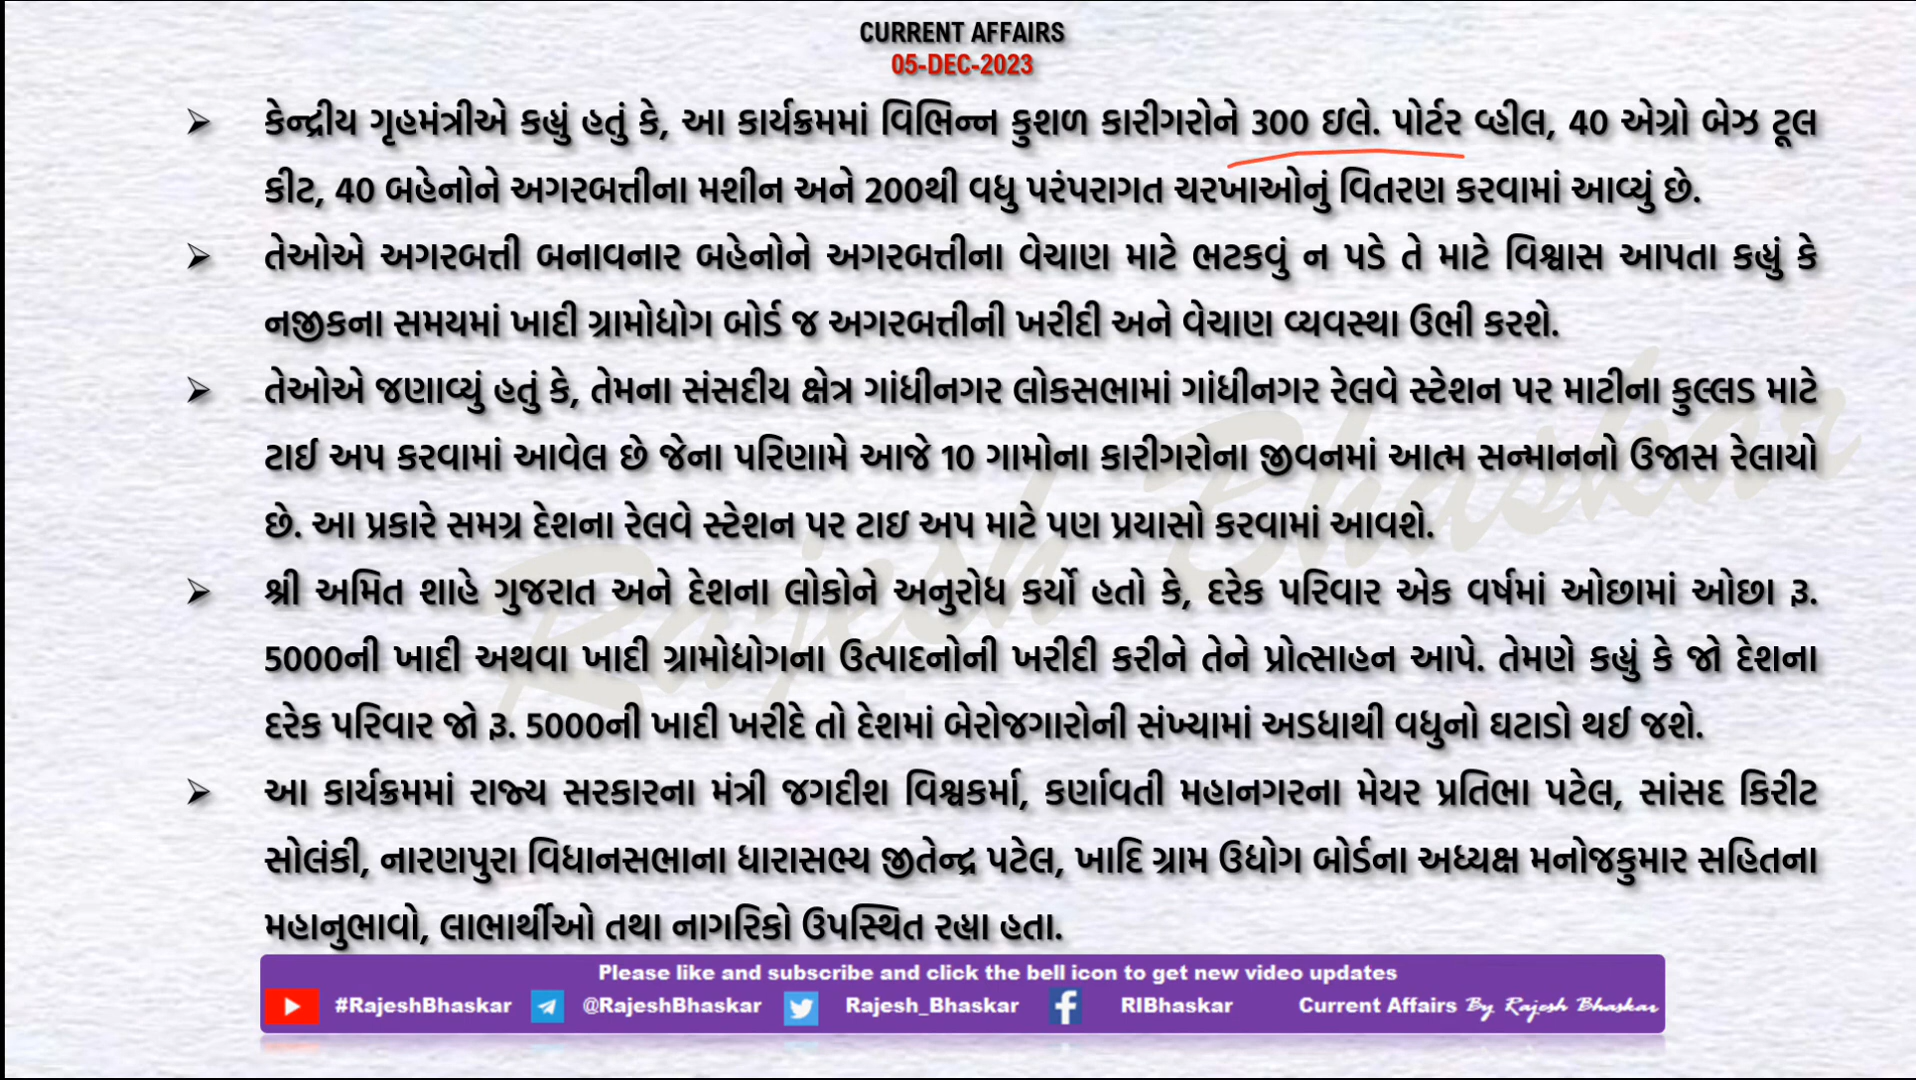 CURRENT AFFAIRS
05-DEC-2023
➢ કેન્દ્રીય ગૃહમંત્રીએ કહ્યું હતું કે, આ કાર્યક્રમમાં વિભિન્ન કુશળ કારીગરોને 300 ઇલે. પોર્ટર વ્હીલ, 40 એગ્રો બેઝ ટૂલ
કીટ, 40 બહેનોને અગરબત્તીના મશીન અને 200થી વધુ પરંપરાગત ચરખાઓનું વિતરણ કરવામાં આવ્યું છે.
➢ તેઓએ અગરબત્તી બનાવનાર બહેનોને અગરબત્તીના વેચાણ માટે ભટકવું ન પડે તે માટે વિશ્વાસ આપતા કહ્યું કે
નજીકના સમયમાં ખાદી ગ્રામોદ્યોગ બોર્ડ જ અગરબત્તીની ખરીદી અને વેચાણ વ્યવસ્થા ઉભી કરશે.
➢ તેઓએ જણાવ્યું હતું કે, તેમના સંસદીય ક્ષેત્ર ગાંધીનગર લોકસભામાં ગાંધીનગર રેલવે સ્ટેશન પર માટીના કુલ્લડ માટે
ટાઈ અપ કરવામાં આવેલ છે જેના પરિણામે આજે 10 ગામોના કારીગરોના જીવનમાં આત્મ સન્માનનો ઉજાસ રેલાયો
છે. આ પ્રકારે સમગ્ર દેશના રેલવે સ્ટેશન પર ટાઇ અપ માટે પણ પ્રયાસો કરવામાં આવશે.
➢ શ્રી અમિત શાહે ગુજરાત અને દેશના લોકોને અનુરોધ કર્યો હતો કે, દરેક પરિવાર એક વર્ષમાં ઓછામાં ઓછા રૂ.
5000ની ખાદી અથવા ખાદી ગ્રામોદ્યોગના ઉત્પાદનોની ખરીદી કરીને તેને પ્રોત્સાહન આપે. તેમણે કહ્યું કે જો દેશના
દરેક પરિવાર જો રૂ. 5000ની ખાદી ખરીદે તો દેશમાં બેરોજગારોની સંખ્યામાં અડધાથી વધુનો ઘટાડો થઈ જશે.
➢ આ કાર્યક્રમમાં રાજ્ય સરકારના મંત્રી જગદીશ વિશ્વકર્મા, કર્ણાવતી મહાનગરના મેયર પ્રતિભા પટેલ, સાંસદ કિરીટ
સોલંકી, નારણપુરા વિધાનસભાના ધારાસભ્ય જીતેન્દ્ર પટેલ, ખાદિ ગ્રામ ઉદ્યોગ બોર્ડના અધ્યક્ષ મનોજકુમાર સહિતના
મહાનુભાવો, લાભાર્થીઓ તથા નાગરિકો ઉપસ્થિત રહ્યા હતા.
Rajesh Bhaskar
Please like and subscribe and click the bell icon to get new video updates
#RajeshBhaskar @RajeshBhaskar Rajesh_Bhaskar RIBhaskar Current Affairs By Rajesh Bhaskar